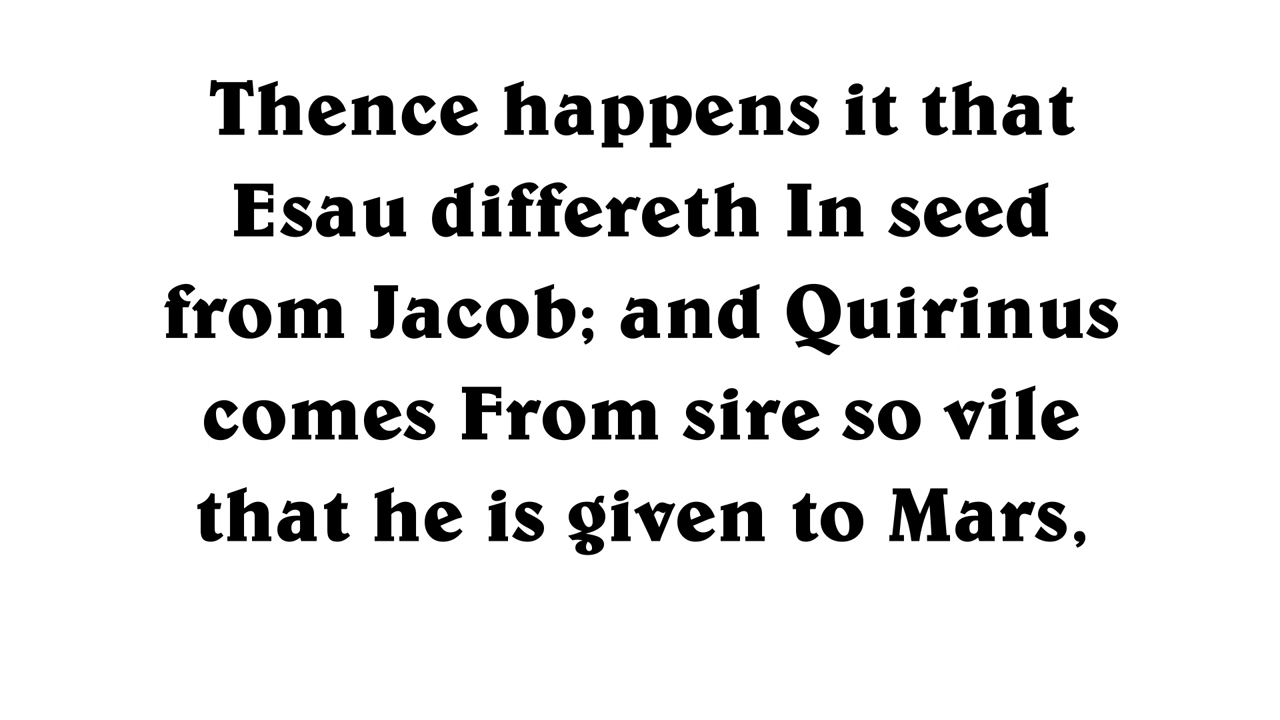 Thence happens it that
Esau differeth In seed
from Jacob; and Quirinus
comes From sire so vile
that he is given to Mars,